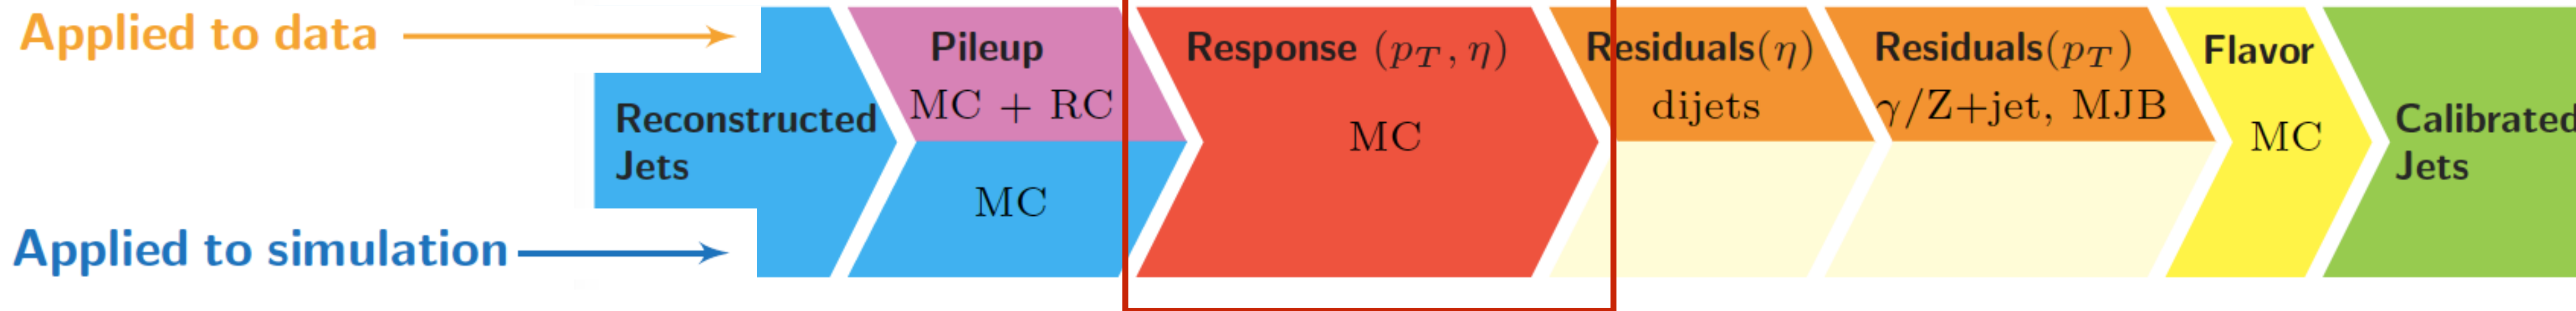 Applied to data
Applied to simulation
Reconstructed
Jets
Pileup
MC + RC
MC
Response (p_T, η)
MC
Residuals(η)
dijets
Residuals(p_T)
γ/Z+jet, MJB
Flavor
MC
Calibrated
Jets